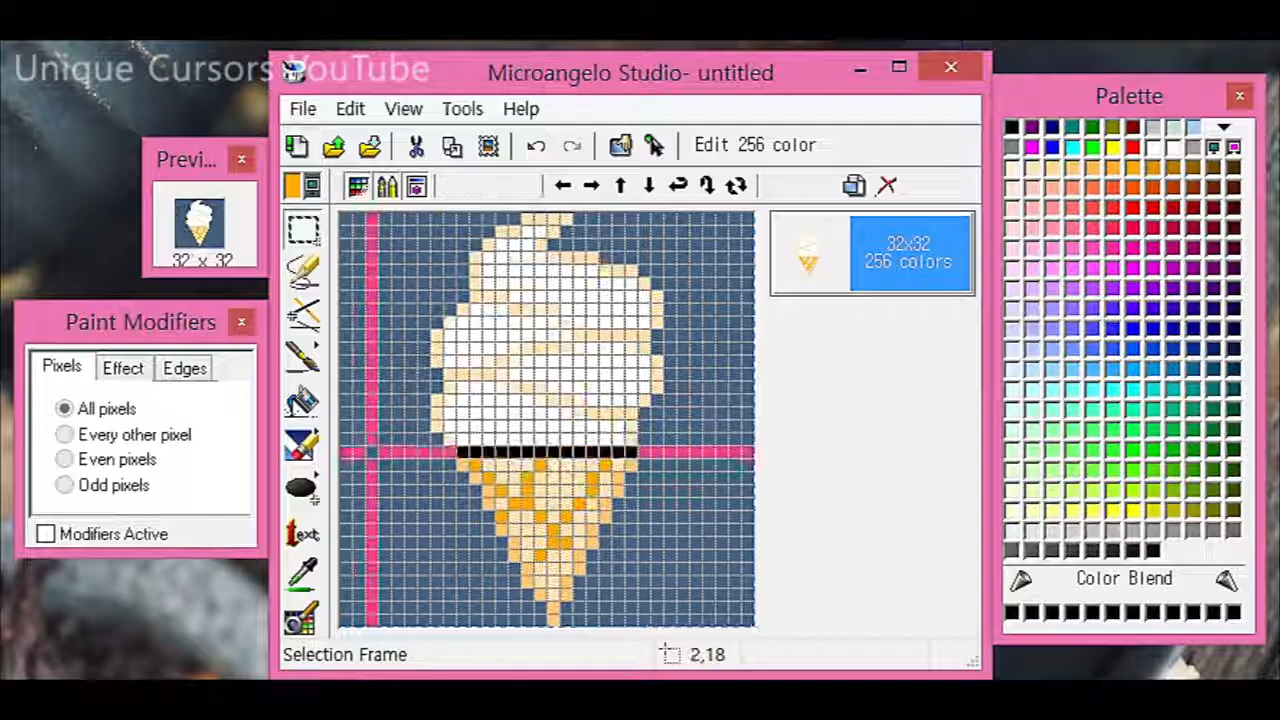 Unique Cursors YouTube
Microangelo Studio- untitled
File Edit View Tools Help
Edit 256 color
Previ...
32 x 32
Paint Modifiers
Pixels Effect Edges
All pixels
Every other pixel
Even pixels
Odd pixels
Modifiers Active
text
32x32
256 colors
Selection Frame
2,18
Palette
Color Blend